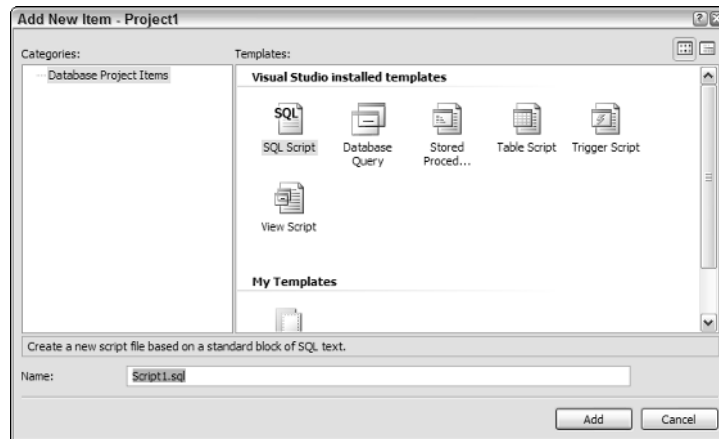 Add New Item - Project1
Categories:
Templates:
Database Project Items
Visual Studio installed templates
SQL
SQL Script
Database Query
Stored Proced...
Table Script
Trigger Script
View Script
My Templates
Create a new script file based on a standard block of SQL text.
Name:
Script1.sql
Add
Cancel